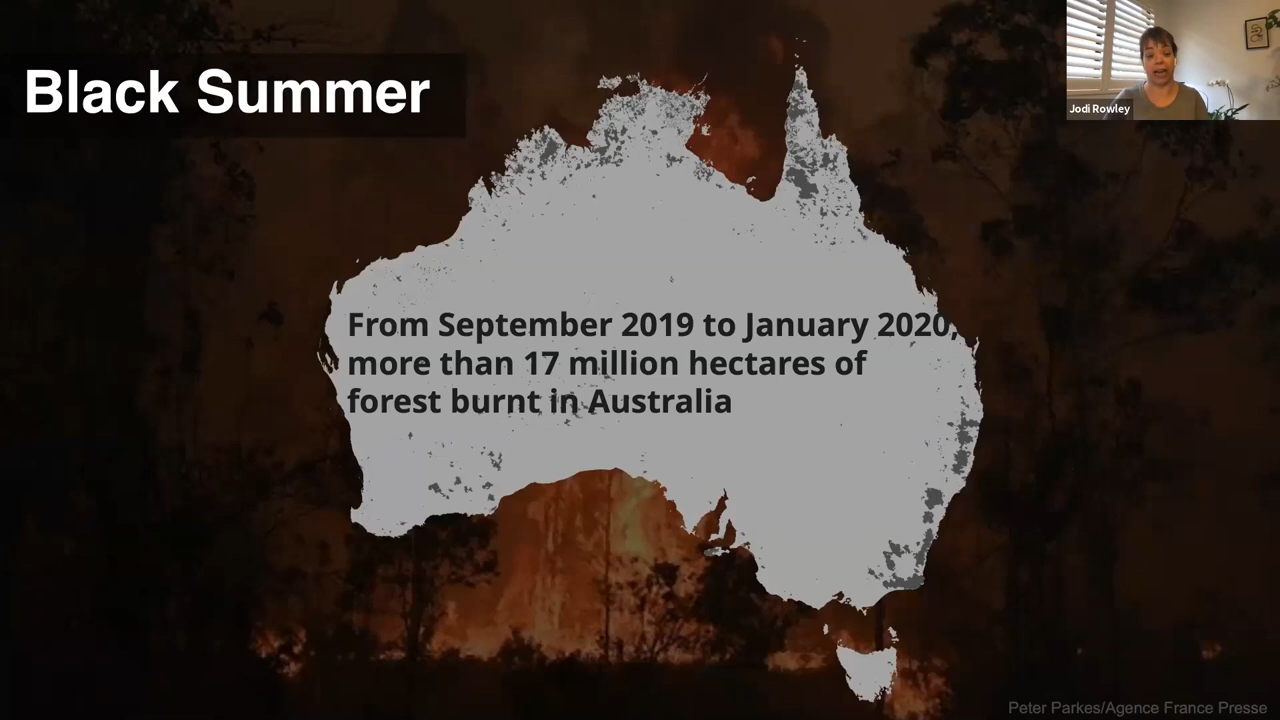 Black Summer
Jodi Rowley
From September 2019 to January 2020,
more than 17 million hectares of
forest burnt in Australia
Peter Parkes/Agence France Presse